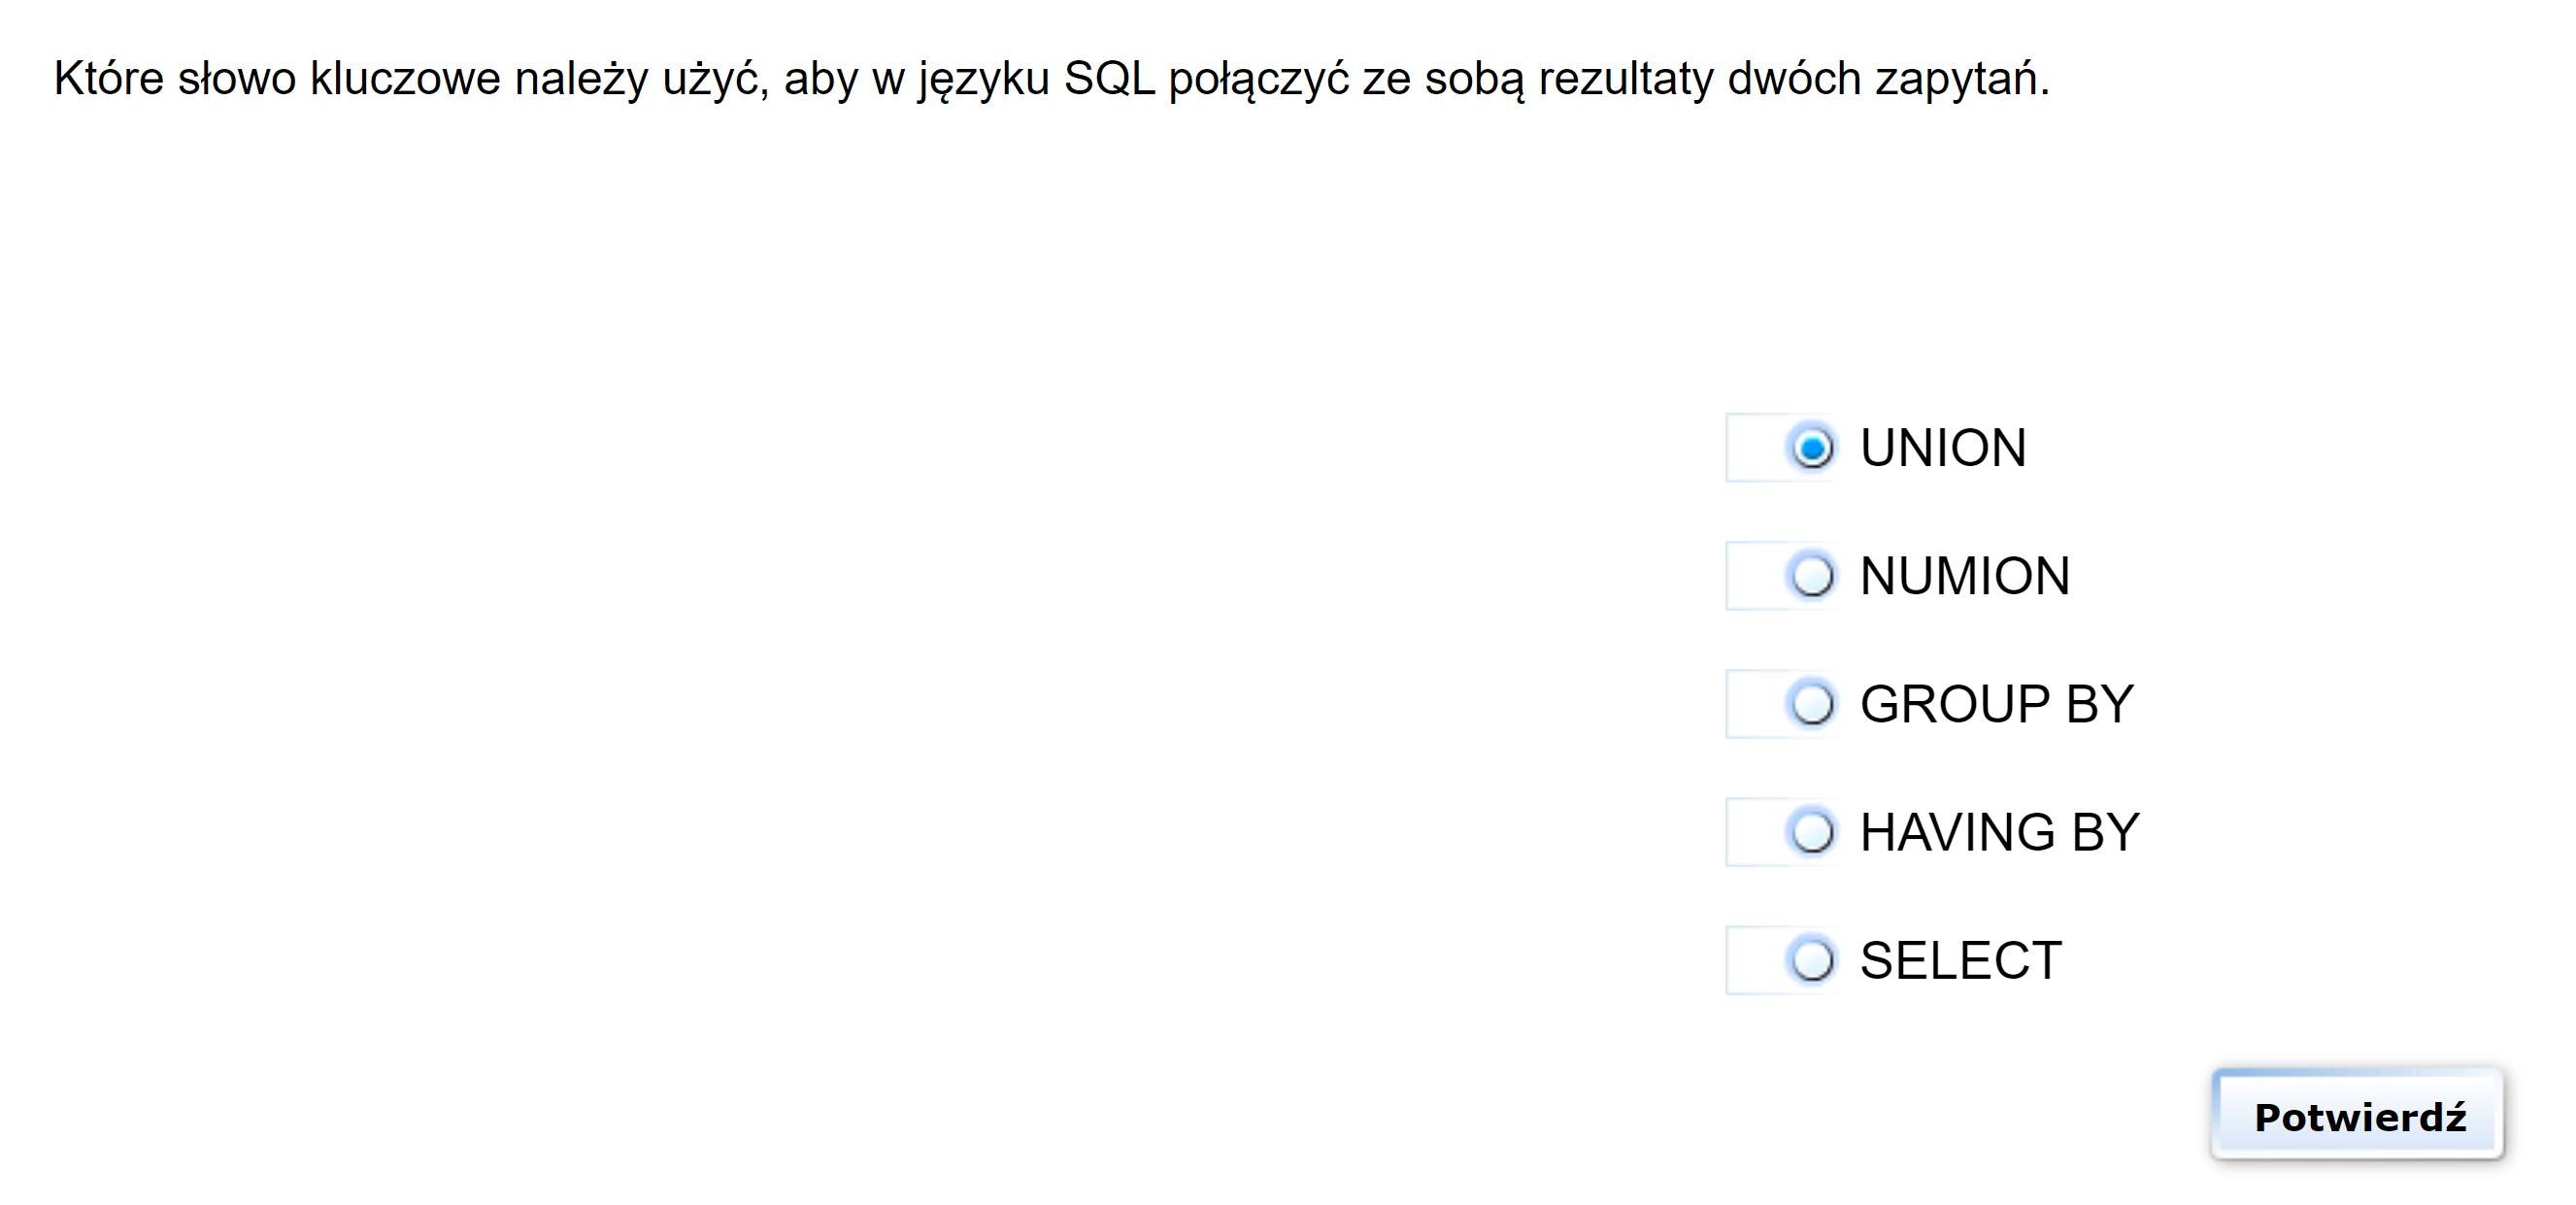 Które słowo kluczowe należy użyć, aby w języku SQL połączyć ze sobą rezultaty dwóch zapytań.
UNION
NUMION
GROUP BY
HAVING BY
SELECT
Potwierdź